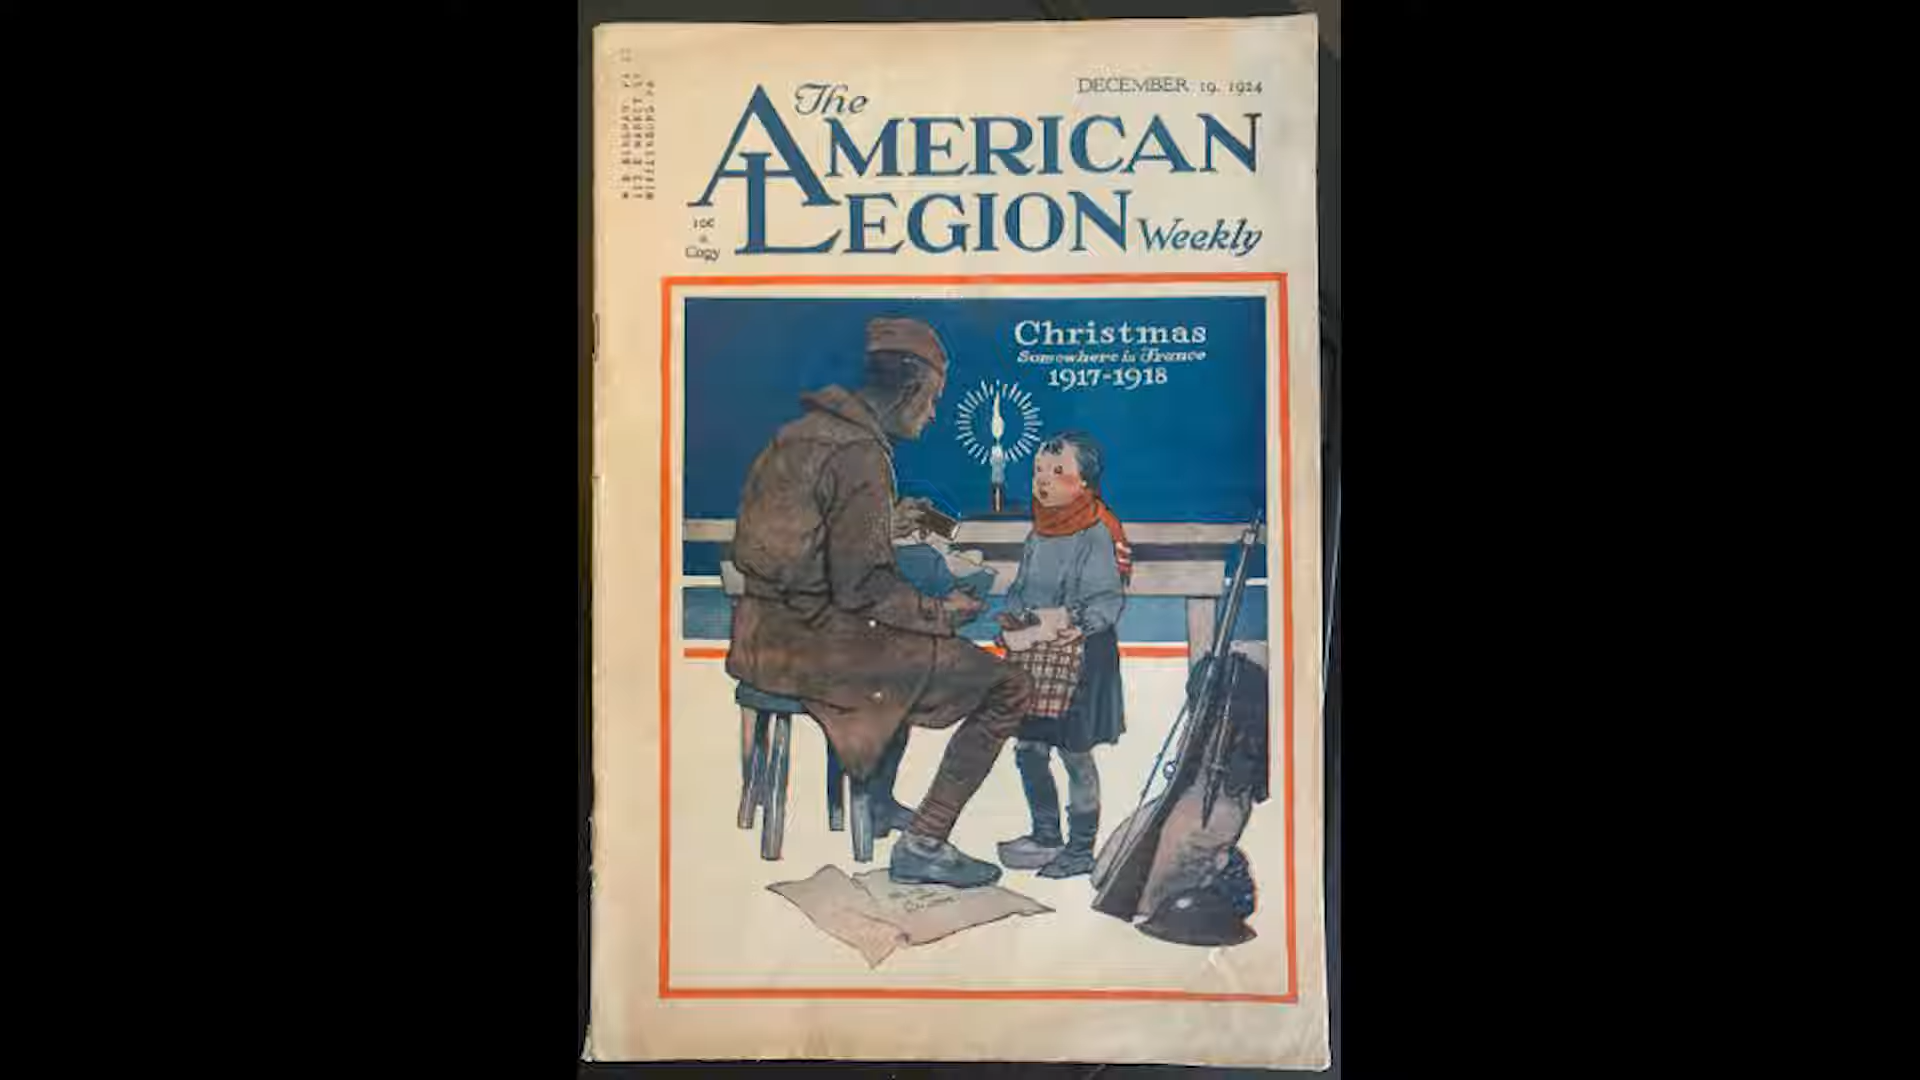 DECEMBER 19, 1924
The
AMERICAN
LEGION Weekly
10¢
a
Copy
Christmas
Somewhere in France
1917-1918